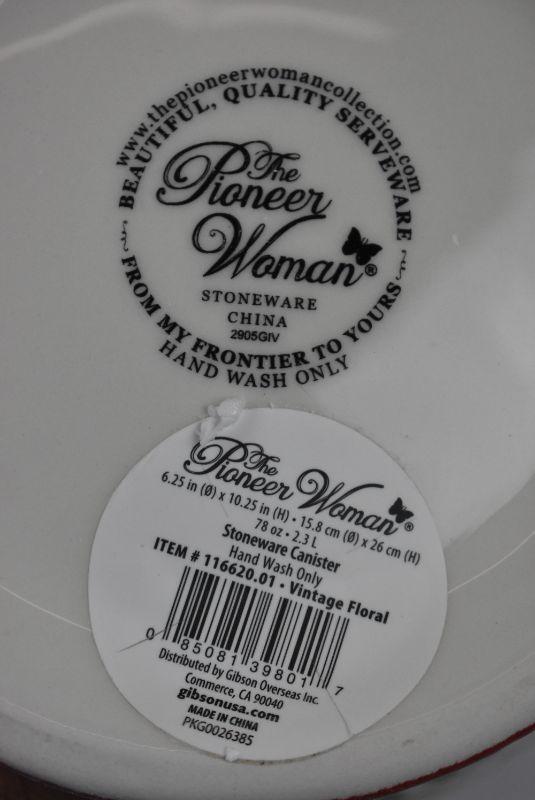 www.thepioneerwomancollection.com
BEAUTIFUL, QUALITY SERVEWARE
The
Pioneer
Woman®
STONEWARE
CHINA
2905GIV
FROM MY FRONTIER TO YOURS
HAND WASH ONLY
The
Pioneer Woman®
6.25 in (Ø) x 10.25 in (H) • 15.8 cm (Ø) x 26 cm (H)
78 oz • 2.3 L
Stoneware Canister
Hand Wash Only
ITEM # 116620.01 • Vintage Floral
0 85081 39801 7
Distributed by Gibson Overseas Inc.
Commerce, CA 90040
gibsonusa.com
MADE IN CHINA
PKG0026385